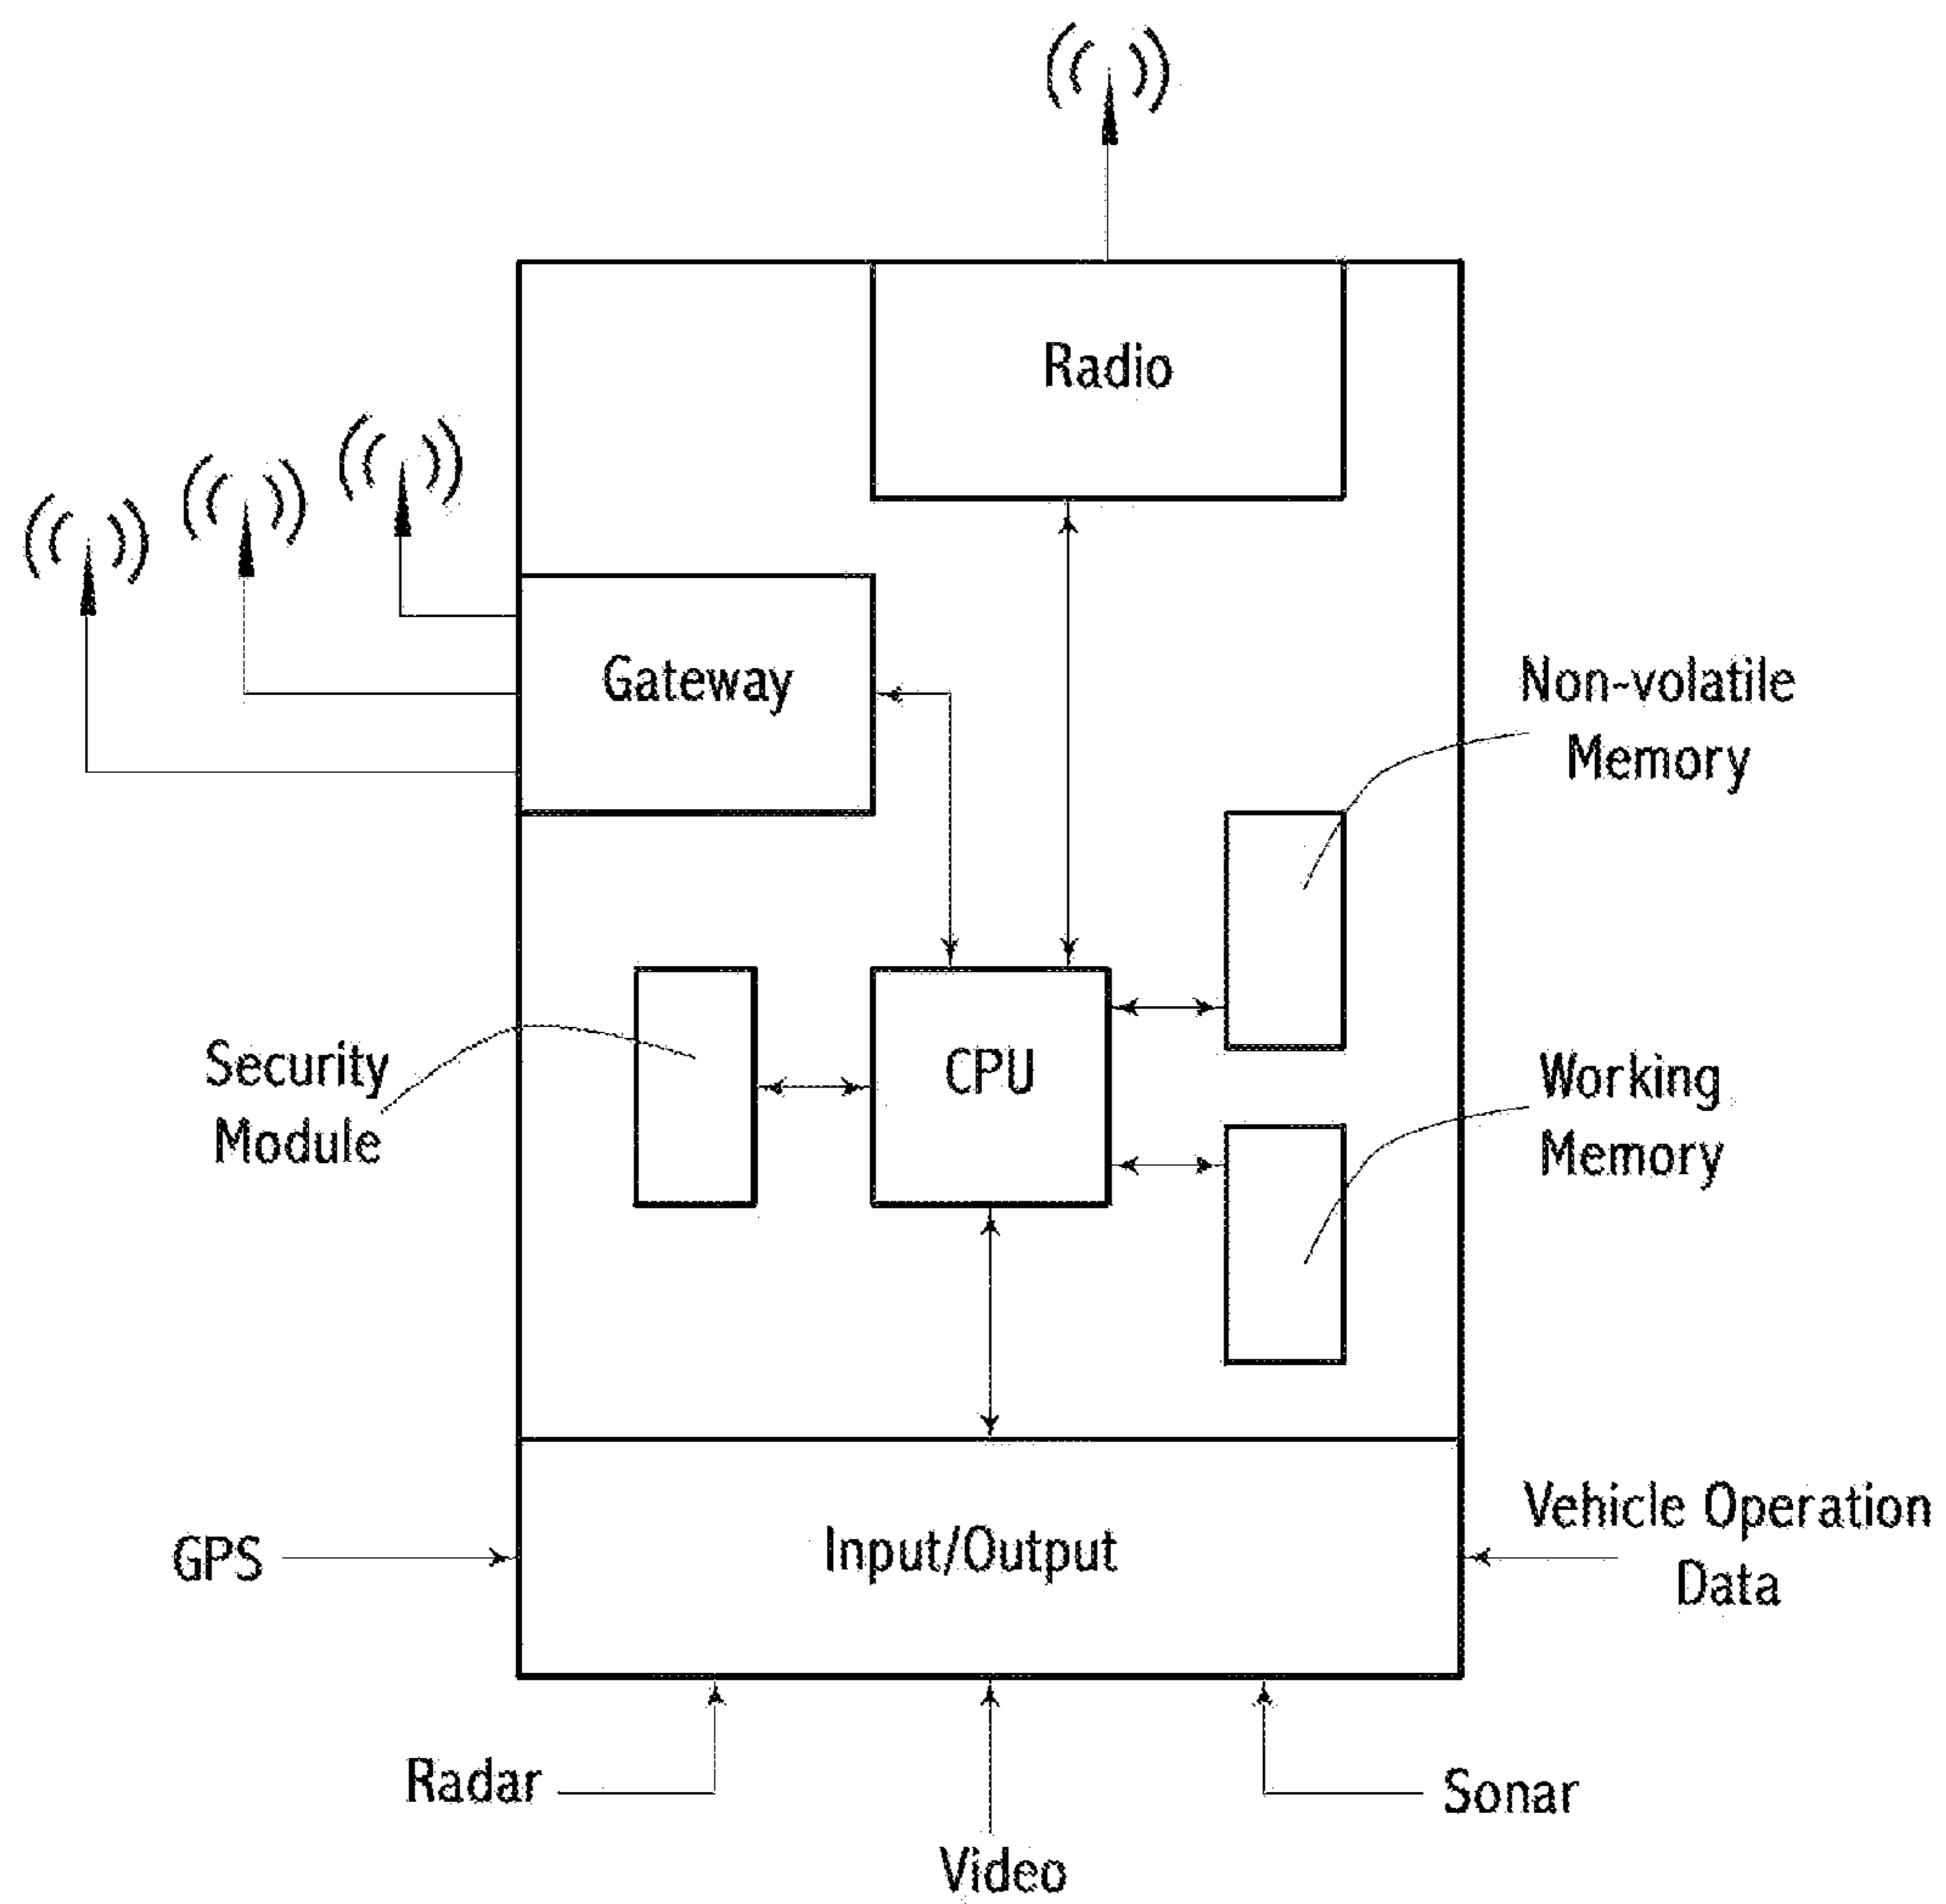 Radio
Gateway
Non-volatile
Memory
Security
Module
CPU
Working
Memory
GPS
Input/Output
Vehicle Operation
Data
Radar
Video
Sonar